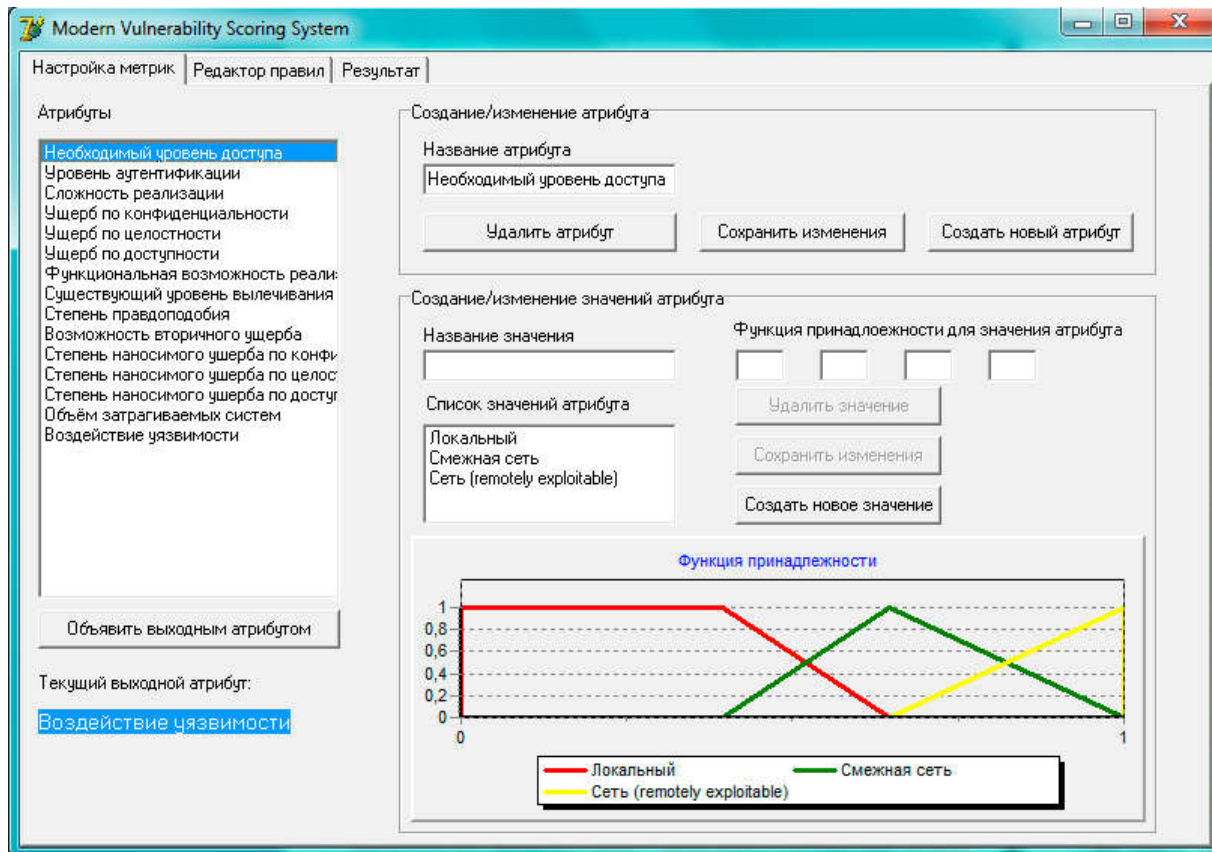 Modern Vulnerability Scoring System
Настройка метрик Редактор правил Результат
Атрибуты
Необходимый уровень доступа
Уровень аутентификации
Сложность реализации
Ущерб по конфиденциальности
Ущерб по целостности
Ущерб по доступности
Функциональная возможность реали
Существующий уровень вылечивания
Степень правдоподобия
Возможность вторичного ущерба
Степень наносимого ущерба по конфи
Степень наносимого ущерба по целос
Степень наносимого ущерба по доступ
Объём затрагиваемых систем
Воздействие уязвимости
Объявить выходным атрибутом
Текущий выходной атрибут:
Воздействие уязвимости
Создание/изменение атрибута
Название атрибута
Необходимый уровень доступа
Удалить атрибут Сохранить изменения Создать новый атрибут
Создание/изменение значений атрибута
Название значения
Функция принадлоежности для значения атрибута
Список значений атрибута
Локальный
Смежная сеть
Сеть (remotely exploitable)
Удалить значение
Сохранить изменения
Создать новое значение
Функция принадлежности
1
0,8
0,6
0,4
0,2
0
0 1
Локальный Смежная сеть
Сеть (remotely exploitable)